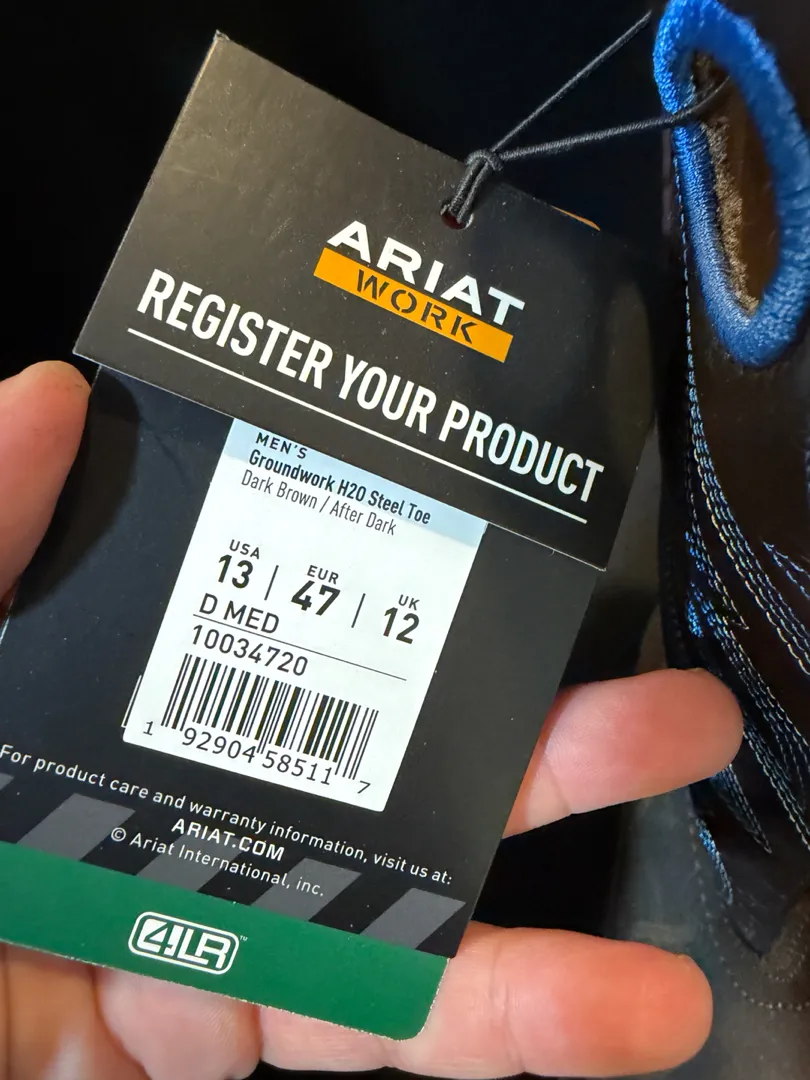 ARIAT
WORK
REGISTER YOUR PRODUCT
MEN'S
Groundwork H20 Steel Toe
Dark Brown / After Dark
USA EUR UK
13 | 47 | 12
D MED
10034720
1 92904 58511 7
For product care and warranty information, visit us at:
ARIAT.COM
© Ariat International, inc.
4LR™